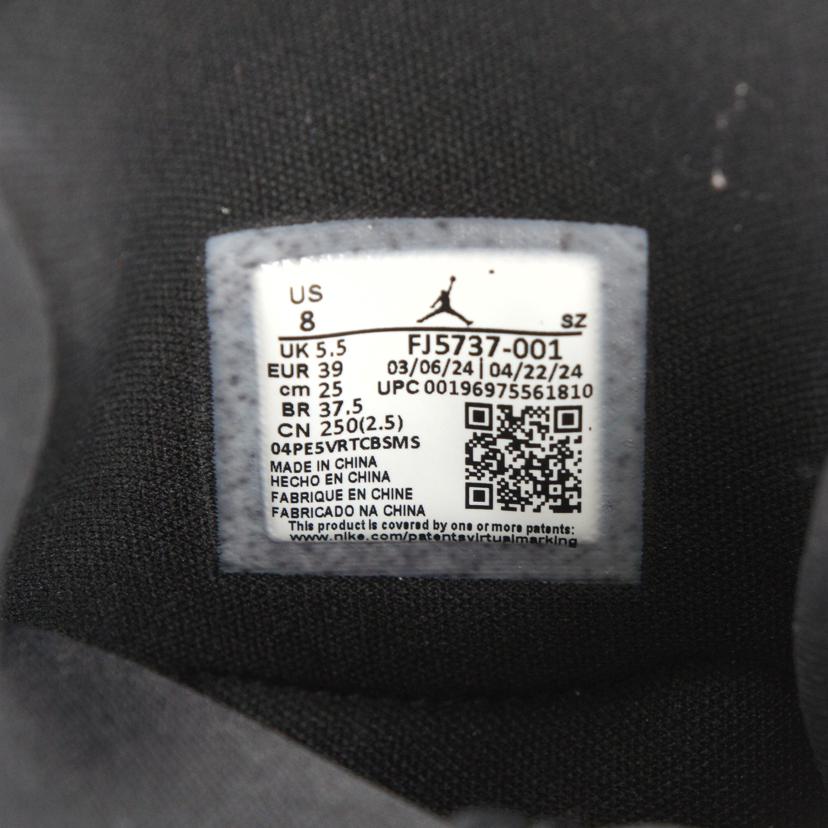 US
8 SZ
UK 5.5 FJ5737-001
EUR 39 03/06/24 | 04/22/24
cm 25 UPC 00196975561810
BR 37.5
CN 250(2.5)
04PE5VRTCBSMS
MADE IN CHINA
HECHO EN CHINA
FABRIQUE EN CHINE
FABRICADO NA CHINA
This product is covered by one or more patents:
www.nike.com/patentsvirtualmarking